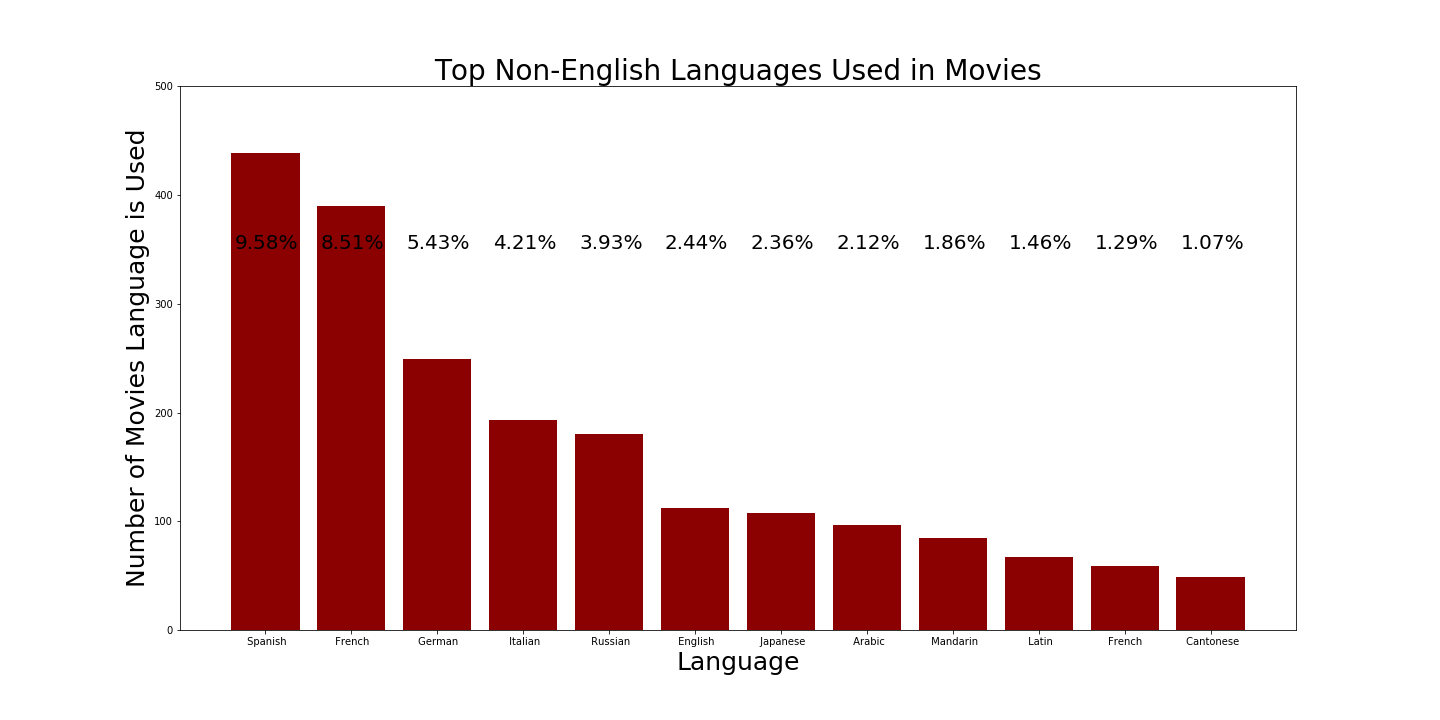 Top Non-English Languages Used in Movies
Number of Movies Language is Used
500
400
300
200
100
0
9.58% 8.51% 5.43% 4.21% 3.93% 2.44% 2.36% 2.12% 1.86% 1.46% 1.29% 1.07%
Spanish French German Italian Russian English Japanese Arabic Mandarin Latin French Cantonese
Language